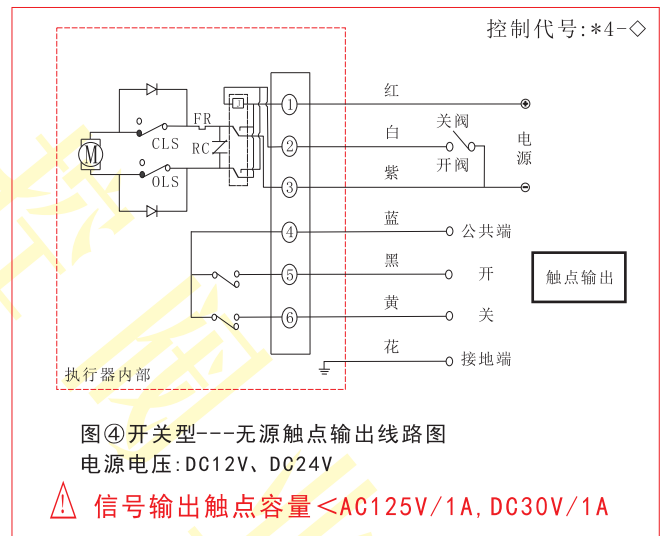 控制代号:*4-◇
红
1
关阀
FR
白
2
电源
CLS
RC
J
M
开阀
紫
3
OLS
蓝
4
公共端
黑
5
开
触点输出
黄
6
关
花
接地端
执行器内部
图④开关型---无源触点输出线路图
电源电压:DC12V、DC24V
信号输出触点容量<AC125V/1A,DC30V/1A